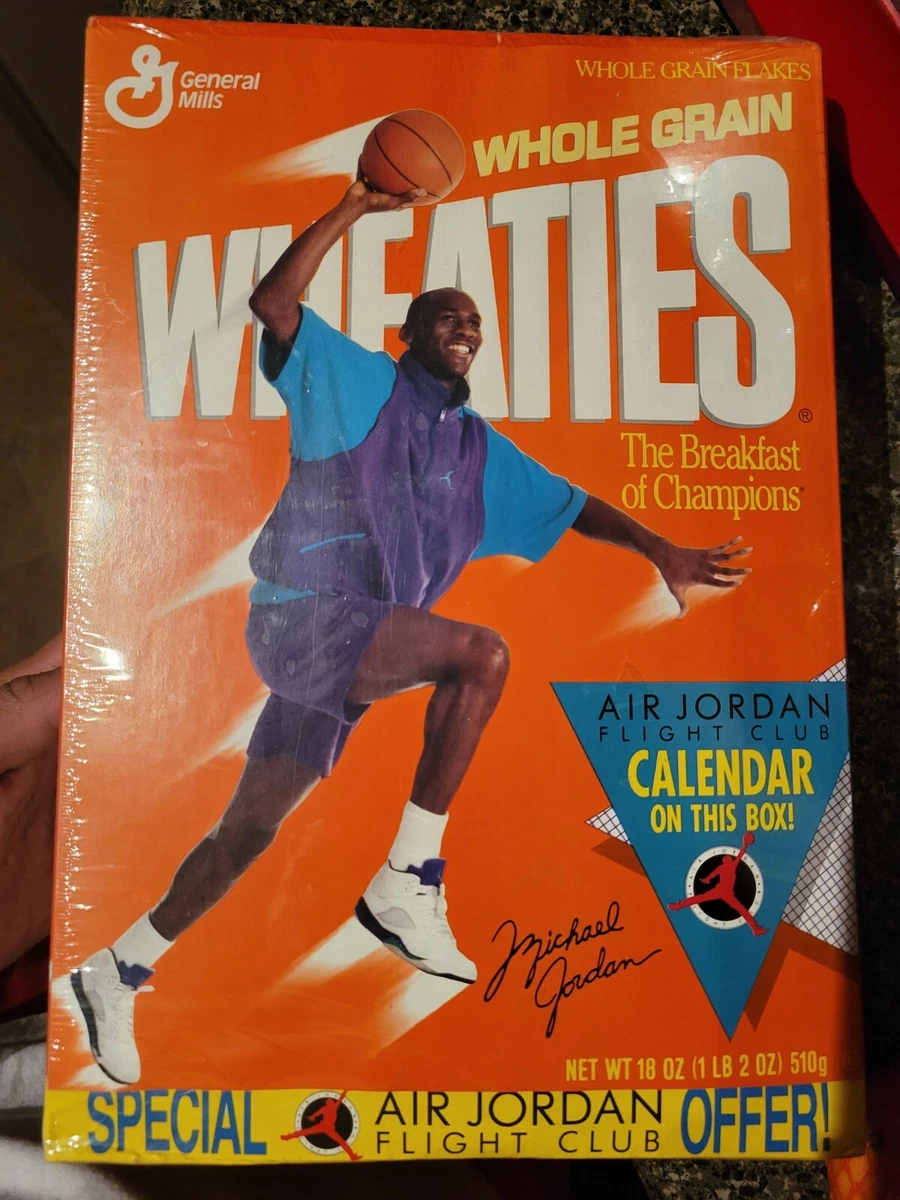 General
Mills
WHOLE GRAIN FLAKES
WHOLE GRAIN
WHEATIES®
The Breakfast
of Champions
AIR JORDAN
FLIGHT CLUB
CALENDAR
ON THIS BOX!
Michael
Jordan
NET WT 18 OZ (1 LB 2 OZ) 510g
SPECIAL AIR JORDAN FLIGHT CLUB OFFER!